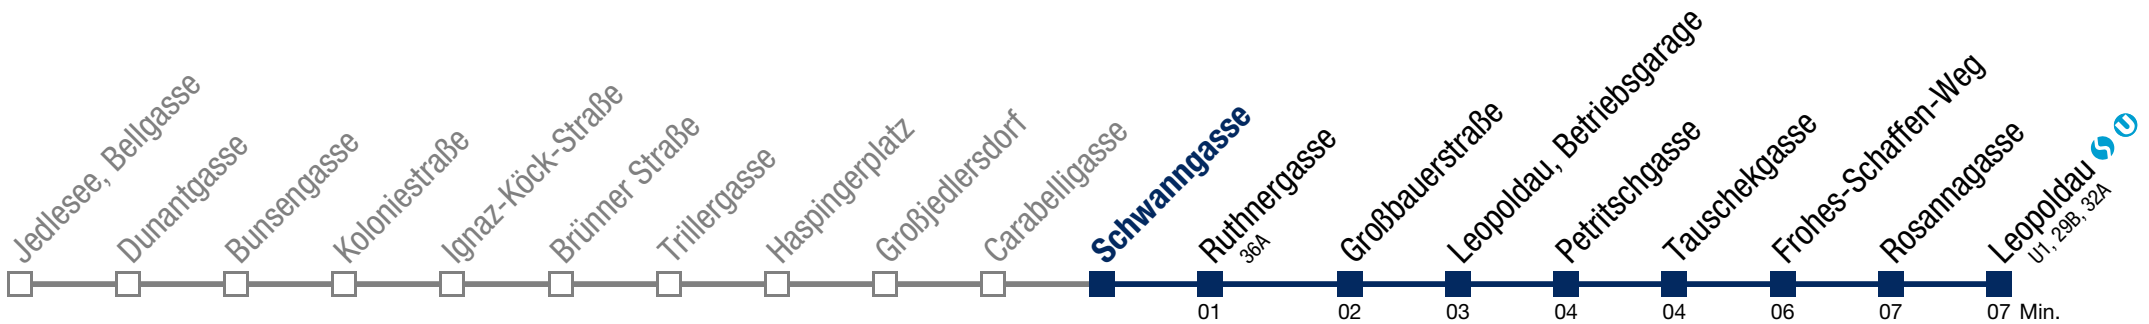 Jedlesee, Bellgasse
Dunantgasse
Bunsengasse
Koloniestraße
Ignaz-Köck-Straße
Brünner Straße
Trillergasse
Haspingerplatz
Großjedlersdorf
Carabelligasse
Schwanngasse
Ruthnergasse
36A
Großbauerstraße
Leopoldau, Betriebsgarage
Petritschgasse
Tauschekgasse
Frohes-Schaffen-Weg
Rosannagasse
Leopoldau S U
U1, 29B, 32A
01 02 03 04 04 06 07 07 Min.